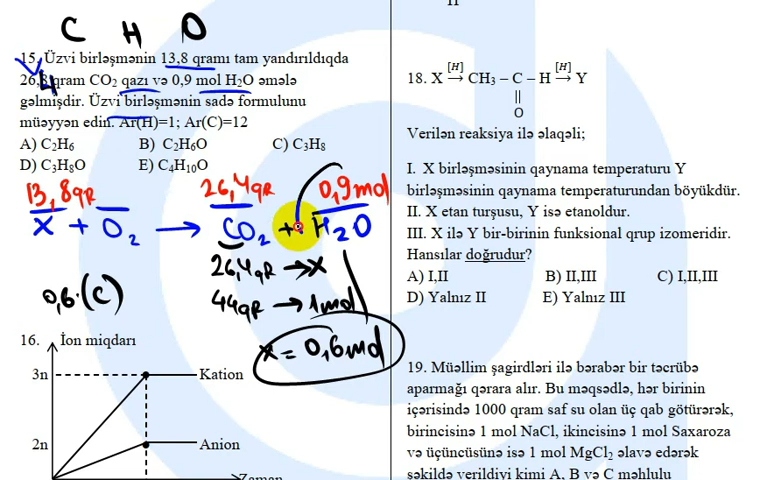 C H O
15. Üzvi birləşmənin 13,8 qramı tam yandırıldıqda
26,4 qram CO₂ qazı və 0,9 mol H₂O əmələ
gəlmişdir. Üzvi birləşmənin sadə formulunu
müəyyən edin. Ar(H)=1; Ar(C)=12
A) C₂H₆ B) C₂H₆O C) C₃H₈
D) C₃H₈O E) C₄H₁₀O
13,8qR 26,4qR 0,9mol
X + O₂ → CO₂ + H₂O
26,4qR → X
0,6·(C) 44qR → 1mol
x = 0,6mol
16. İon miqdarı
3n Kation
2n Anion
Zaman
II
18. X [H]→ CH₃ – C – H [H]→ Y
||
O
Verilən reaksiya ilə əlaqəli;
I. X birləşməsinin qaynama temperaturu Y
birləşməsinin qaynama temperaturundan böyükdür.
II. X etan turşusu, Y isə etanoldur.
III. X ilə Y bir-birinin funksional qrup izomeridir.
Hansılar doğrudur?
A) I,II B) II,III C) I,II,III
D) Yalnız II E) Yalnız III
19. Müəllim şagirdləri ilə bərabər bir təcrübə
aparmağı qərara alır. Bu məqsədlə, hər birinin
içərisində 1000 qram saf su olan üç qab götürərək,
birincisinə 1 mol NaCl, ikincisinə 1 mol Saxaroza
və üçüncüsünə isə 1 mol MgCl₂ əlavə edərək
şəkildə verildiyi kimi A, B və C məhlulu